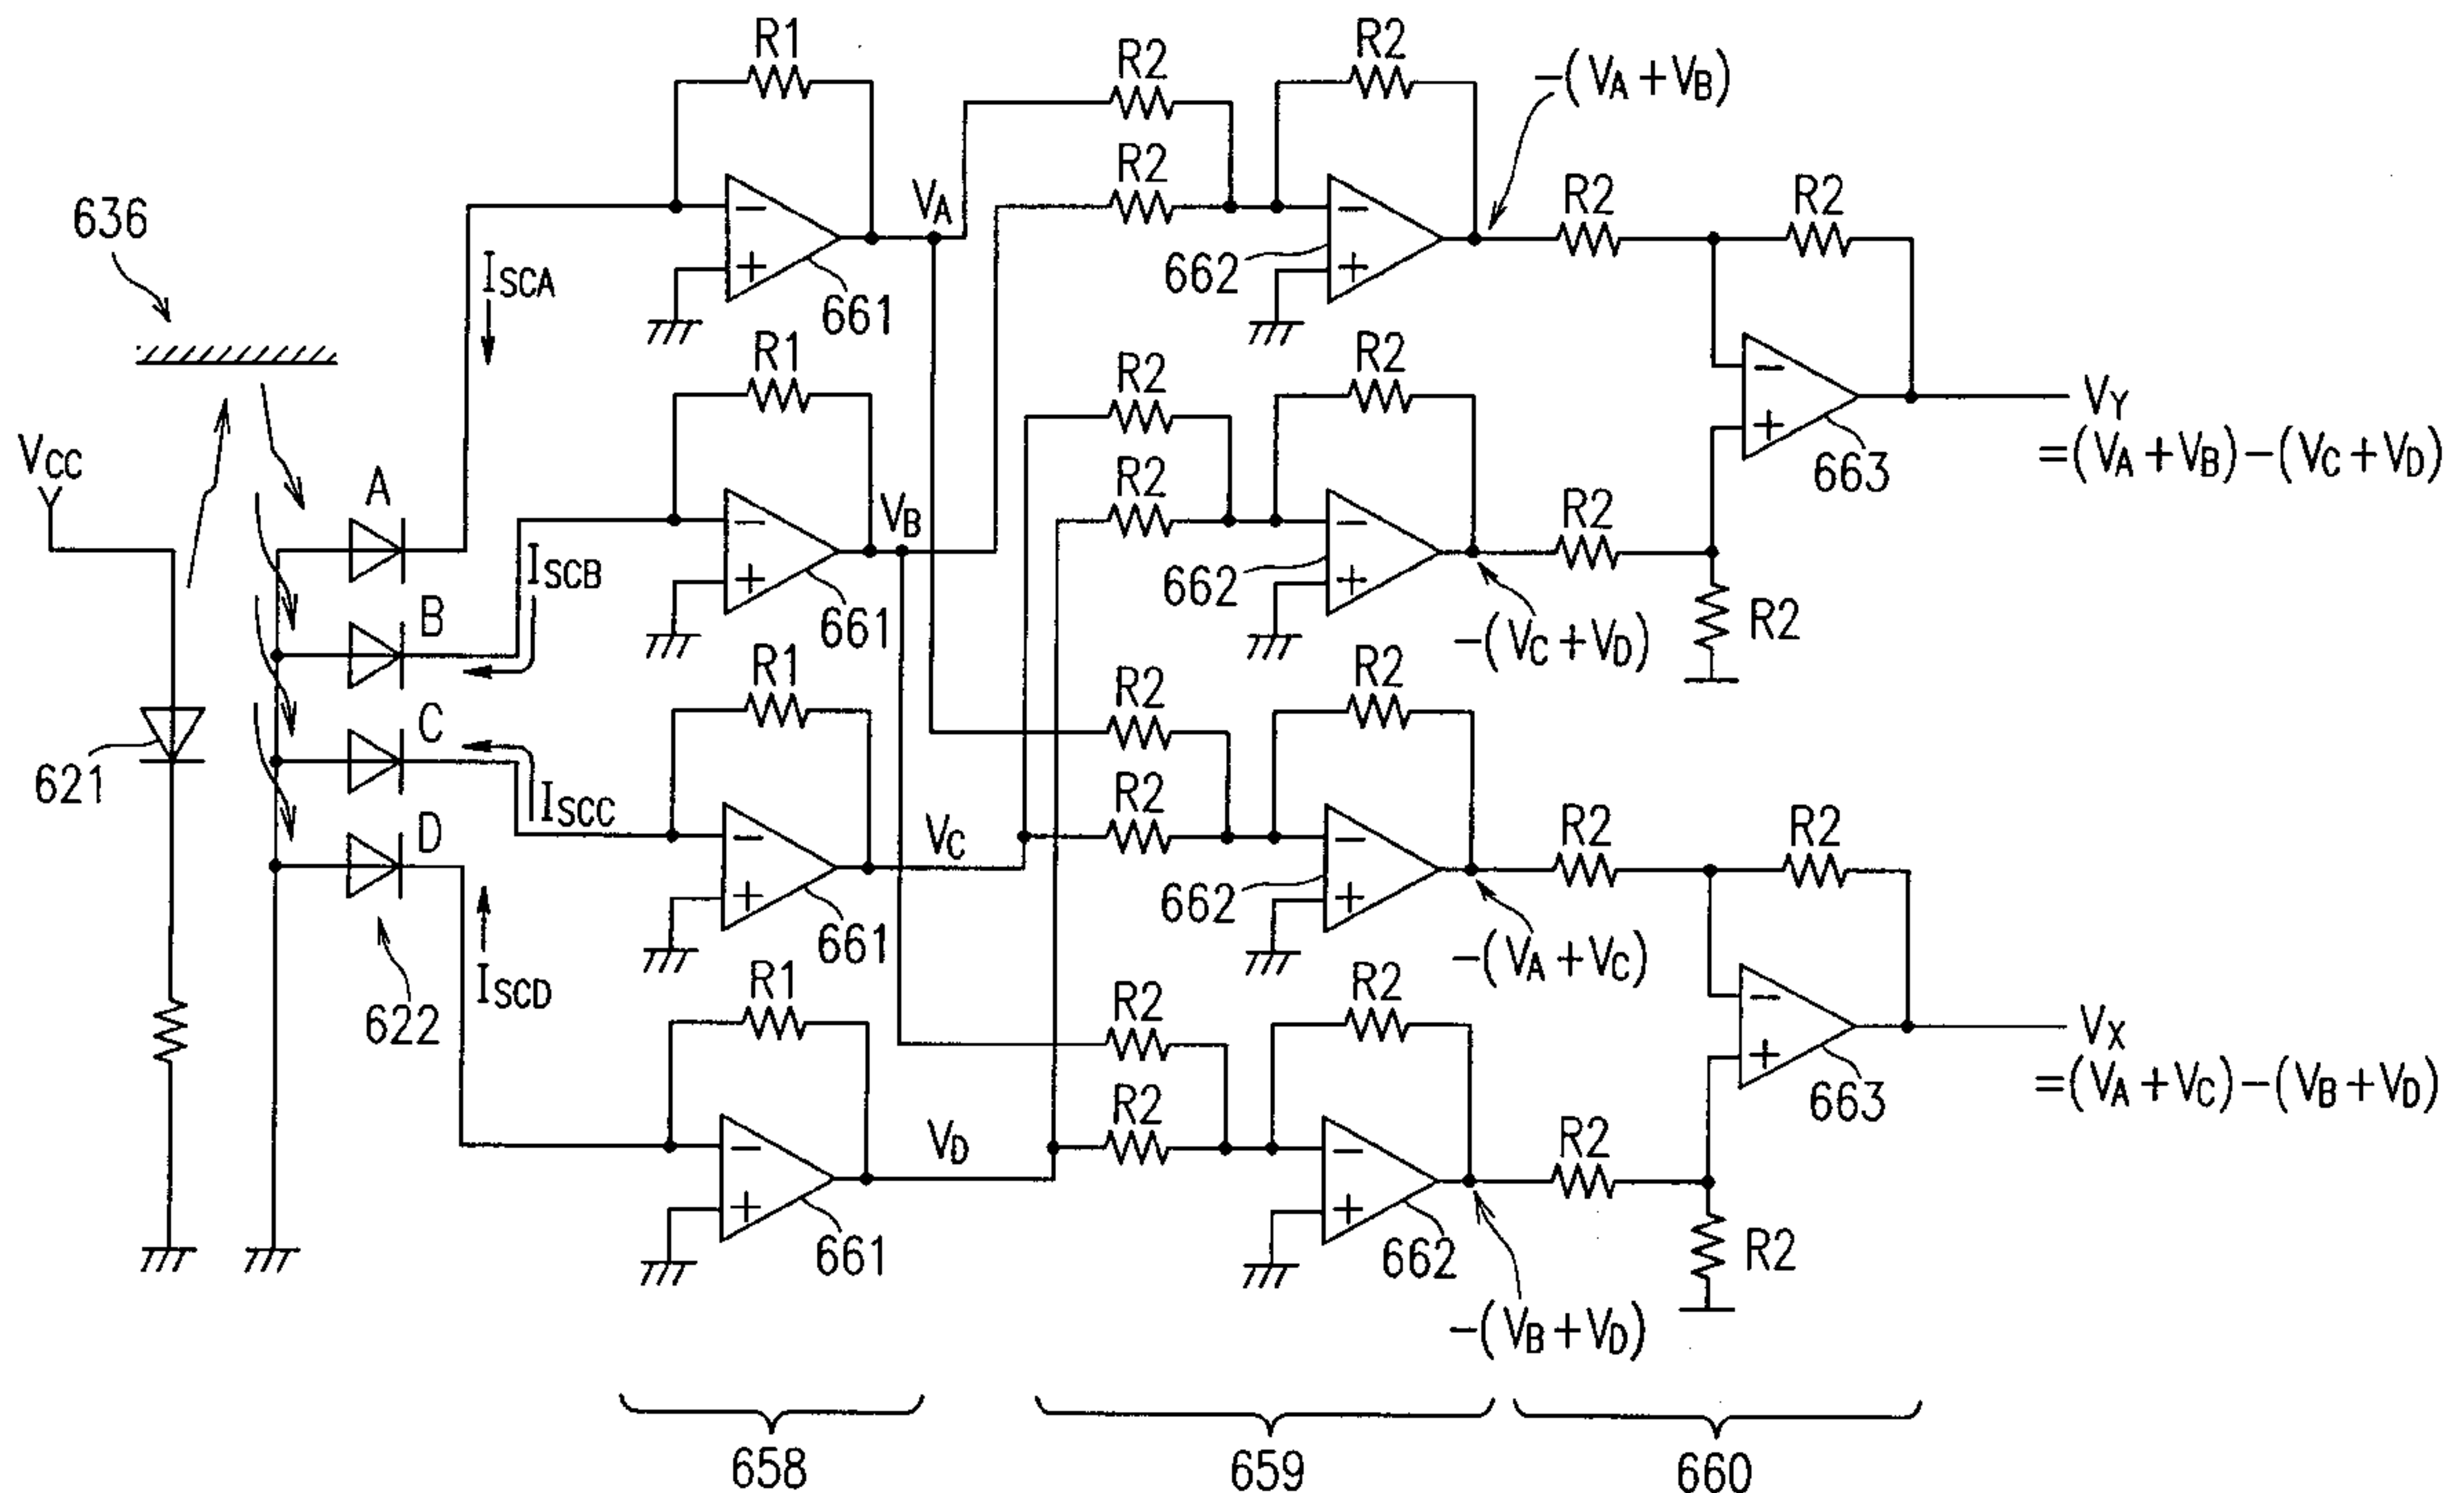 R1
R2
R2
−(VA+VB)
R2
R2
R2
636
VA
ISCA
662
661
R1
R2
R2
VY
=(VA+VB)−(VC+VD)
663
VCC
A
R2
VB
R2
ISCB
662
B
661
R2
−(VC+VD)
R1
R2
R2
C
621
ISCC
R2
R2
R2
D
VC
662
661
−(VA+VC)
R1
R2
R2
ISCD
622
VX
=(VA+VC)−(VB+VD)
663
R2
VD
R2
661
662
R2
−(VB+VD)
658
659
660